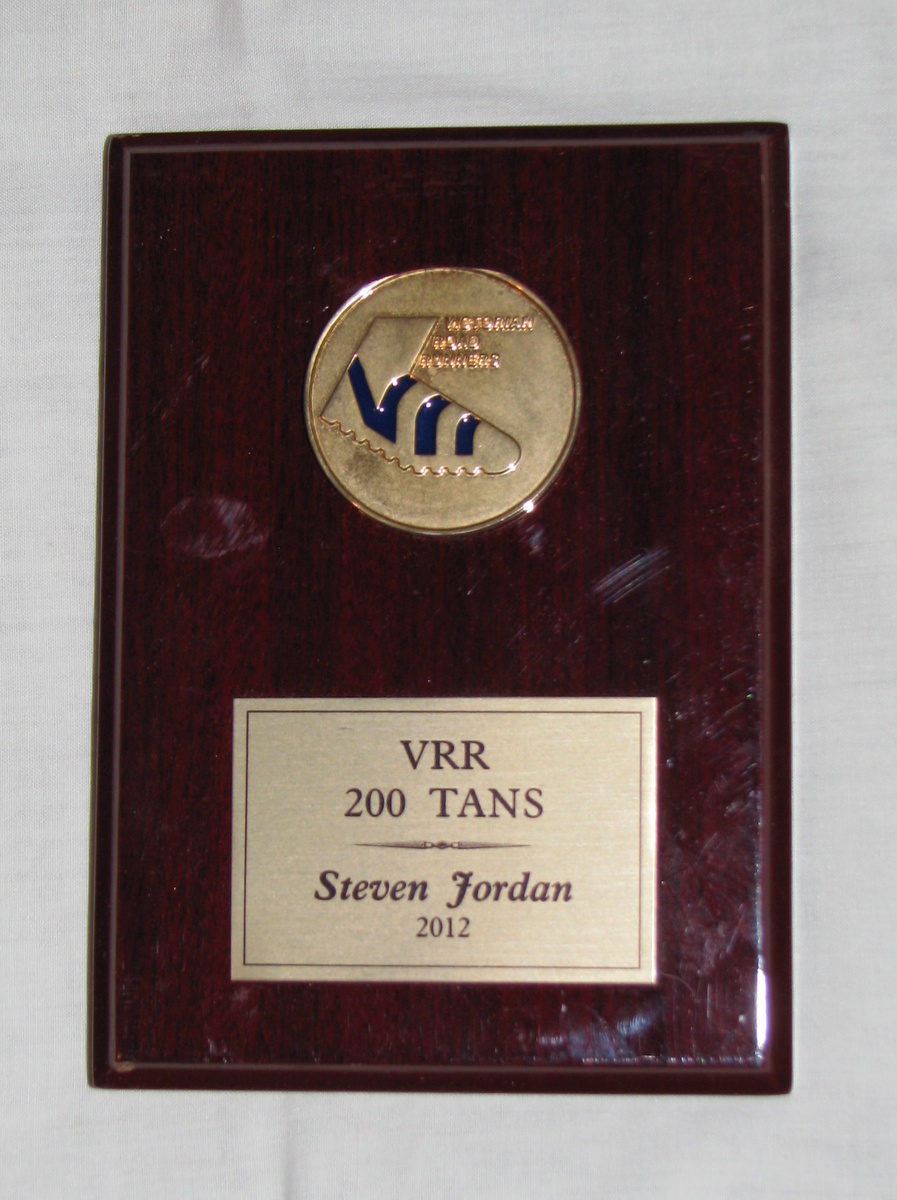 VICTORIAN
ROAD
RUNNERS
vrr
VRR
200 TANS
Steven Jordan
2012